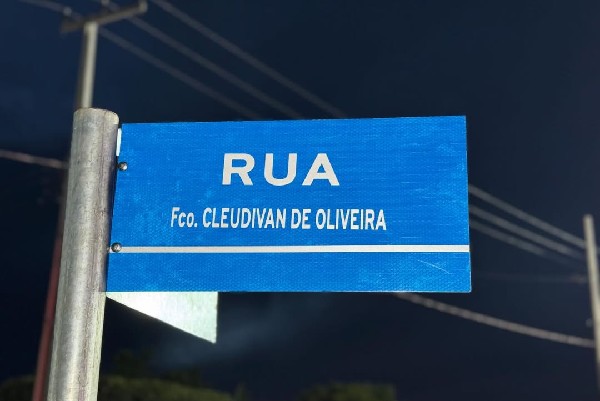 RUA
Fco. CLEUDIVAN DE OLIVEIRA